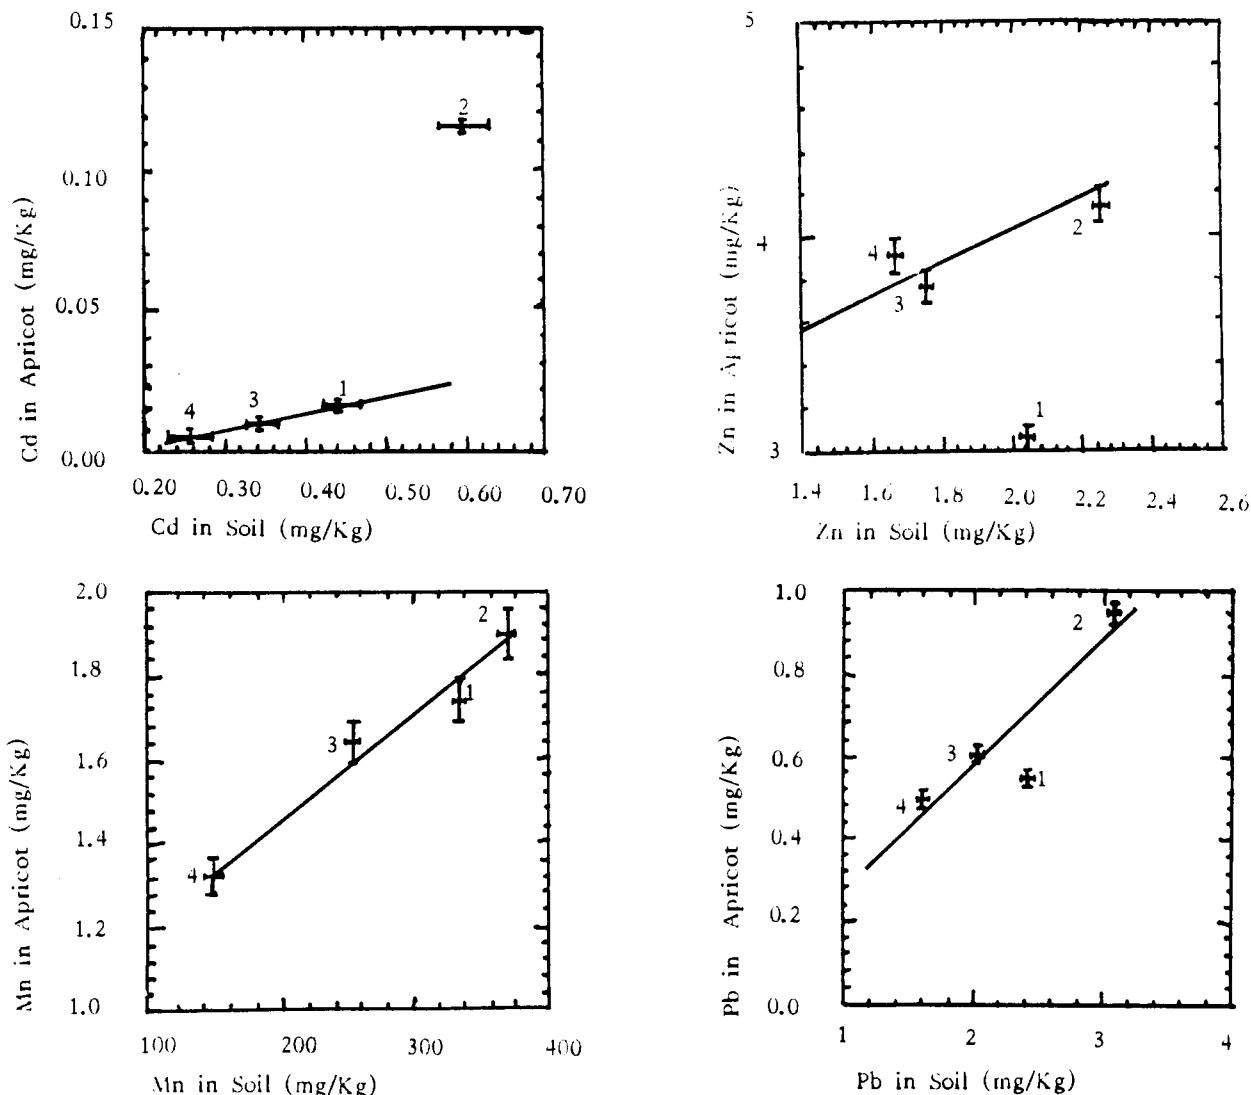 0.15
0.10
0.05
0.00
Cd in Apricot (mg/Kg)
2
1
3
4
0.20 0.30 0.40 0.50 0.60 0.70
Cd in Soil (mg/Kg)
5
4
3
Zn in Apricot (mg/Kg)
4
3
2
1
1.4 1.6 1.8 2.0 2.2 2.4 2.6
Zn in Soil (mg/Kg)
2.0
1.8
1.6
1.4
1.2
1.0
Mn in Apricot (mg/Kg)
2
1
3
4
100 200 300 400
Mn in Soil (mg/Kg)
1.0
0.8
0.6
0.4
0.2
0.0
Pb in Apricot (mg/Kg)
2
3
1
4
1 2 3 4
Pb in Soil (mg/Kg)